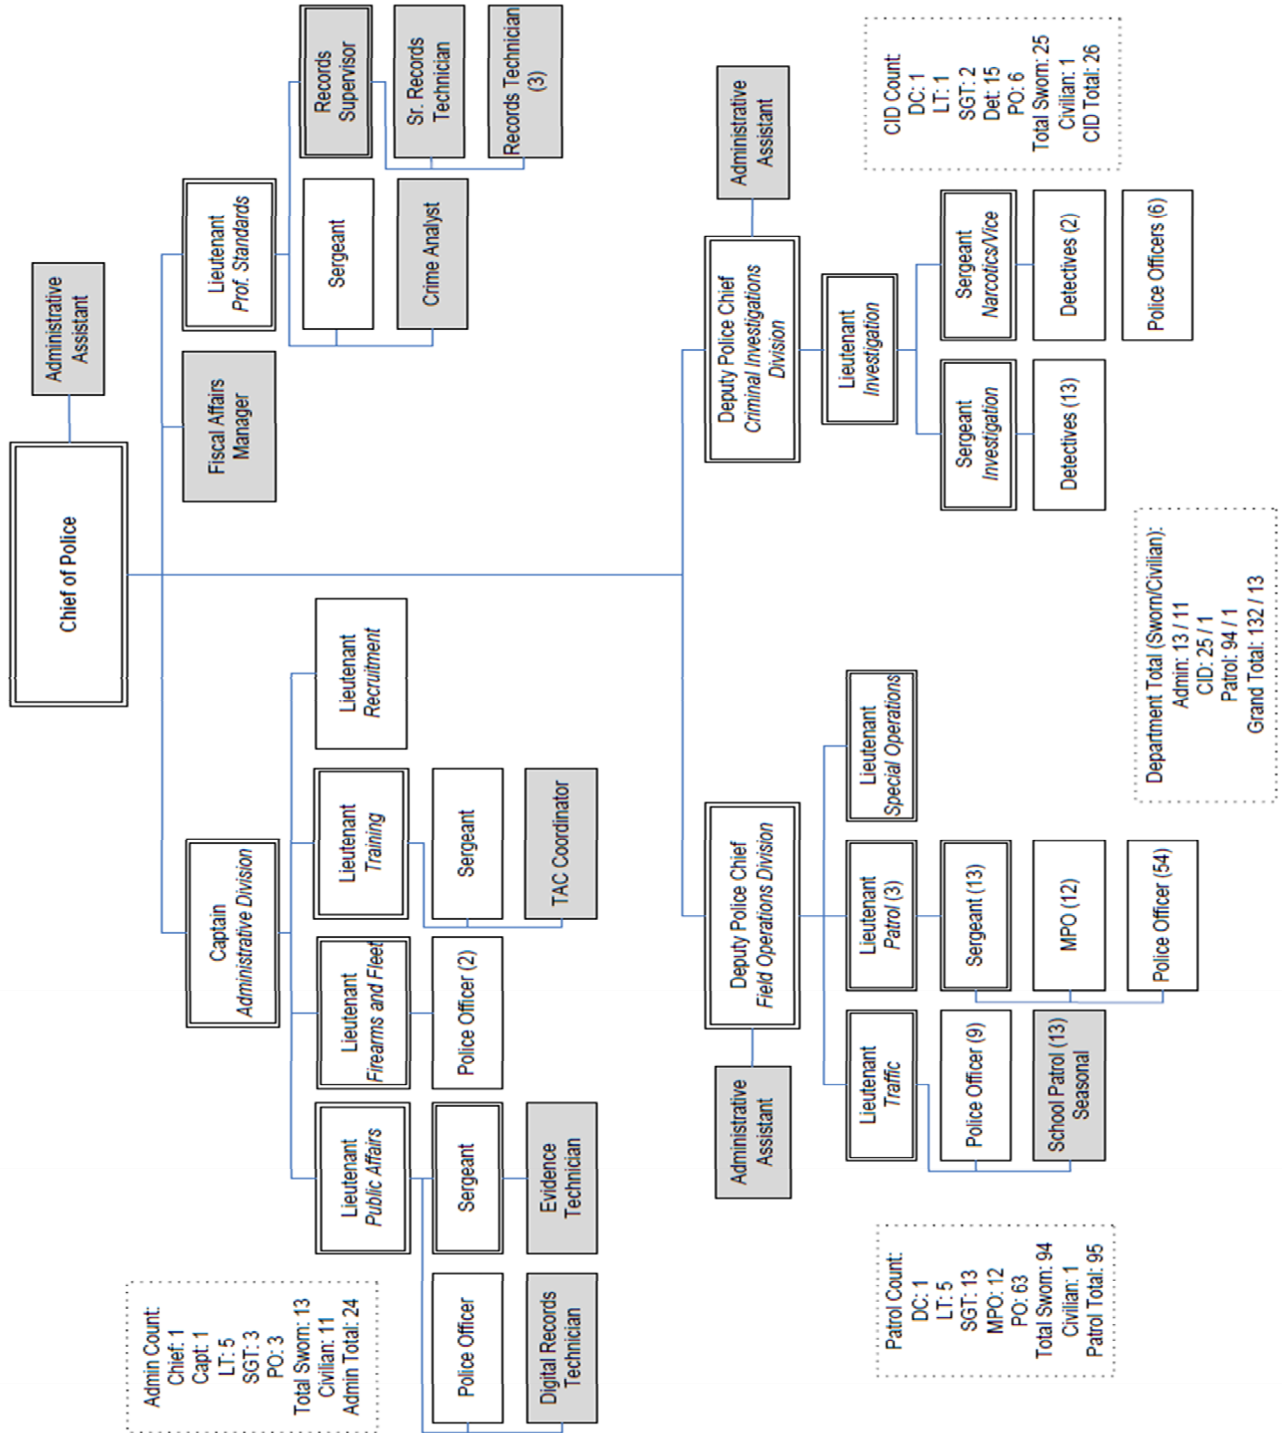 Chief of Police
Administrative
Assistant
Captain
Administrative Division
Fiscal Affairs
Manager
Lieutenant
Prof. Standards
Admin Count:
Chief: 1
Capt: 1
LT: 5
SGT: 3
PO: 3
Total Sworn: 13
Civilian: 11
Admin Total: 24
Lieutenant
Public Affairs
Lieutenant
Firearms and Fleet
Lieutenant
Training
Lieutenant
Recruitment
Sergeant
Records
Supervisor
Police Officer
Sergeant
Police Officer (2)
Sergeant
Crime Analyst
Sr. Records
Technician
Digital Records
Technician
Evidence
Technician
TAC Coordinator
Records Technician
(3)
Administrative
Assistant
Deputy Police Chief
Field Operations Division
Deputy Police Chief
Criminal Investigations
Division
Administrative
Assistant
Patrol Count:
DC: 1
LT: 5
SGT: 13
MPO: 12
PO: 63
Total Sworn: 94
Civilian: 1
Patrol Total: 95
Lieutenant
Traffic
Lieutenant
Patrol (3)
Lieutenant
Special Operations
Lieutenant
Investigation
CID Count:
DC: 1
LT: 1
SGT: 2
Det: 15
PO: 6
Total Sworn: 25
Civilian: 1
CID Total: 26
Police Officer (9)
Sergeant (13)
Sergeant
Investigation
Sergeant
Narcotics/Vice
School Patrol (13)
Seasonal
MPO (12)
Detectives (13)
Detectives (2)
Police Officer (54)
Police Officers (6)
Department Total (Sworn/Civilian):
Admin: 13 / 11
CID: 25 / 1
Patrol: 94 / 1
Grand Total: 132 / 13